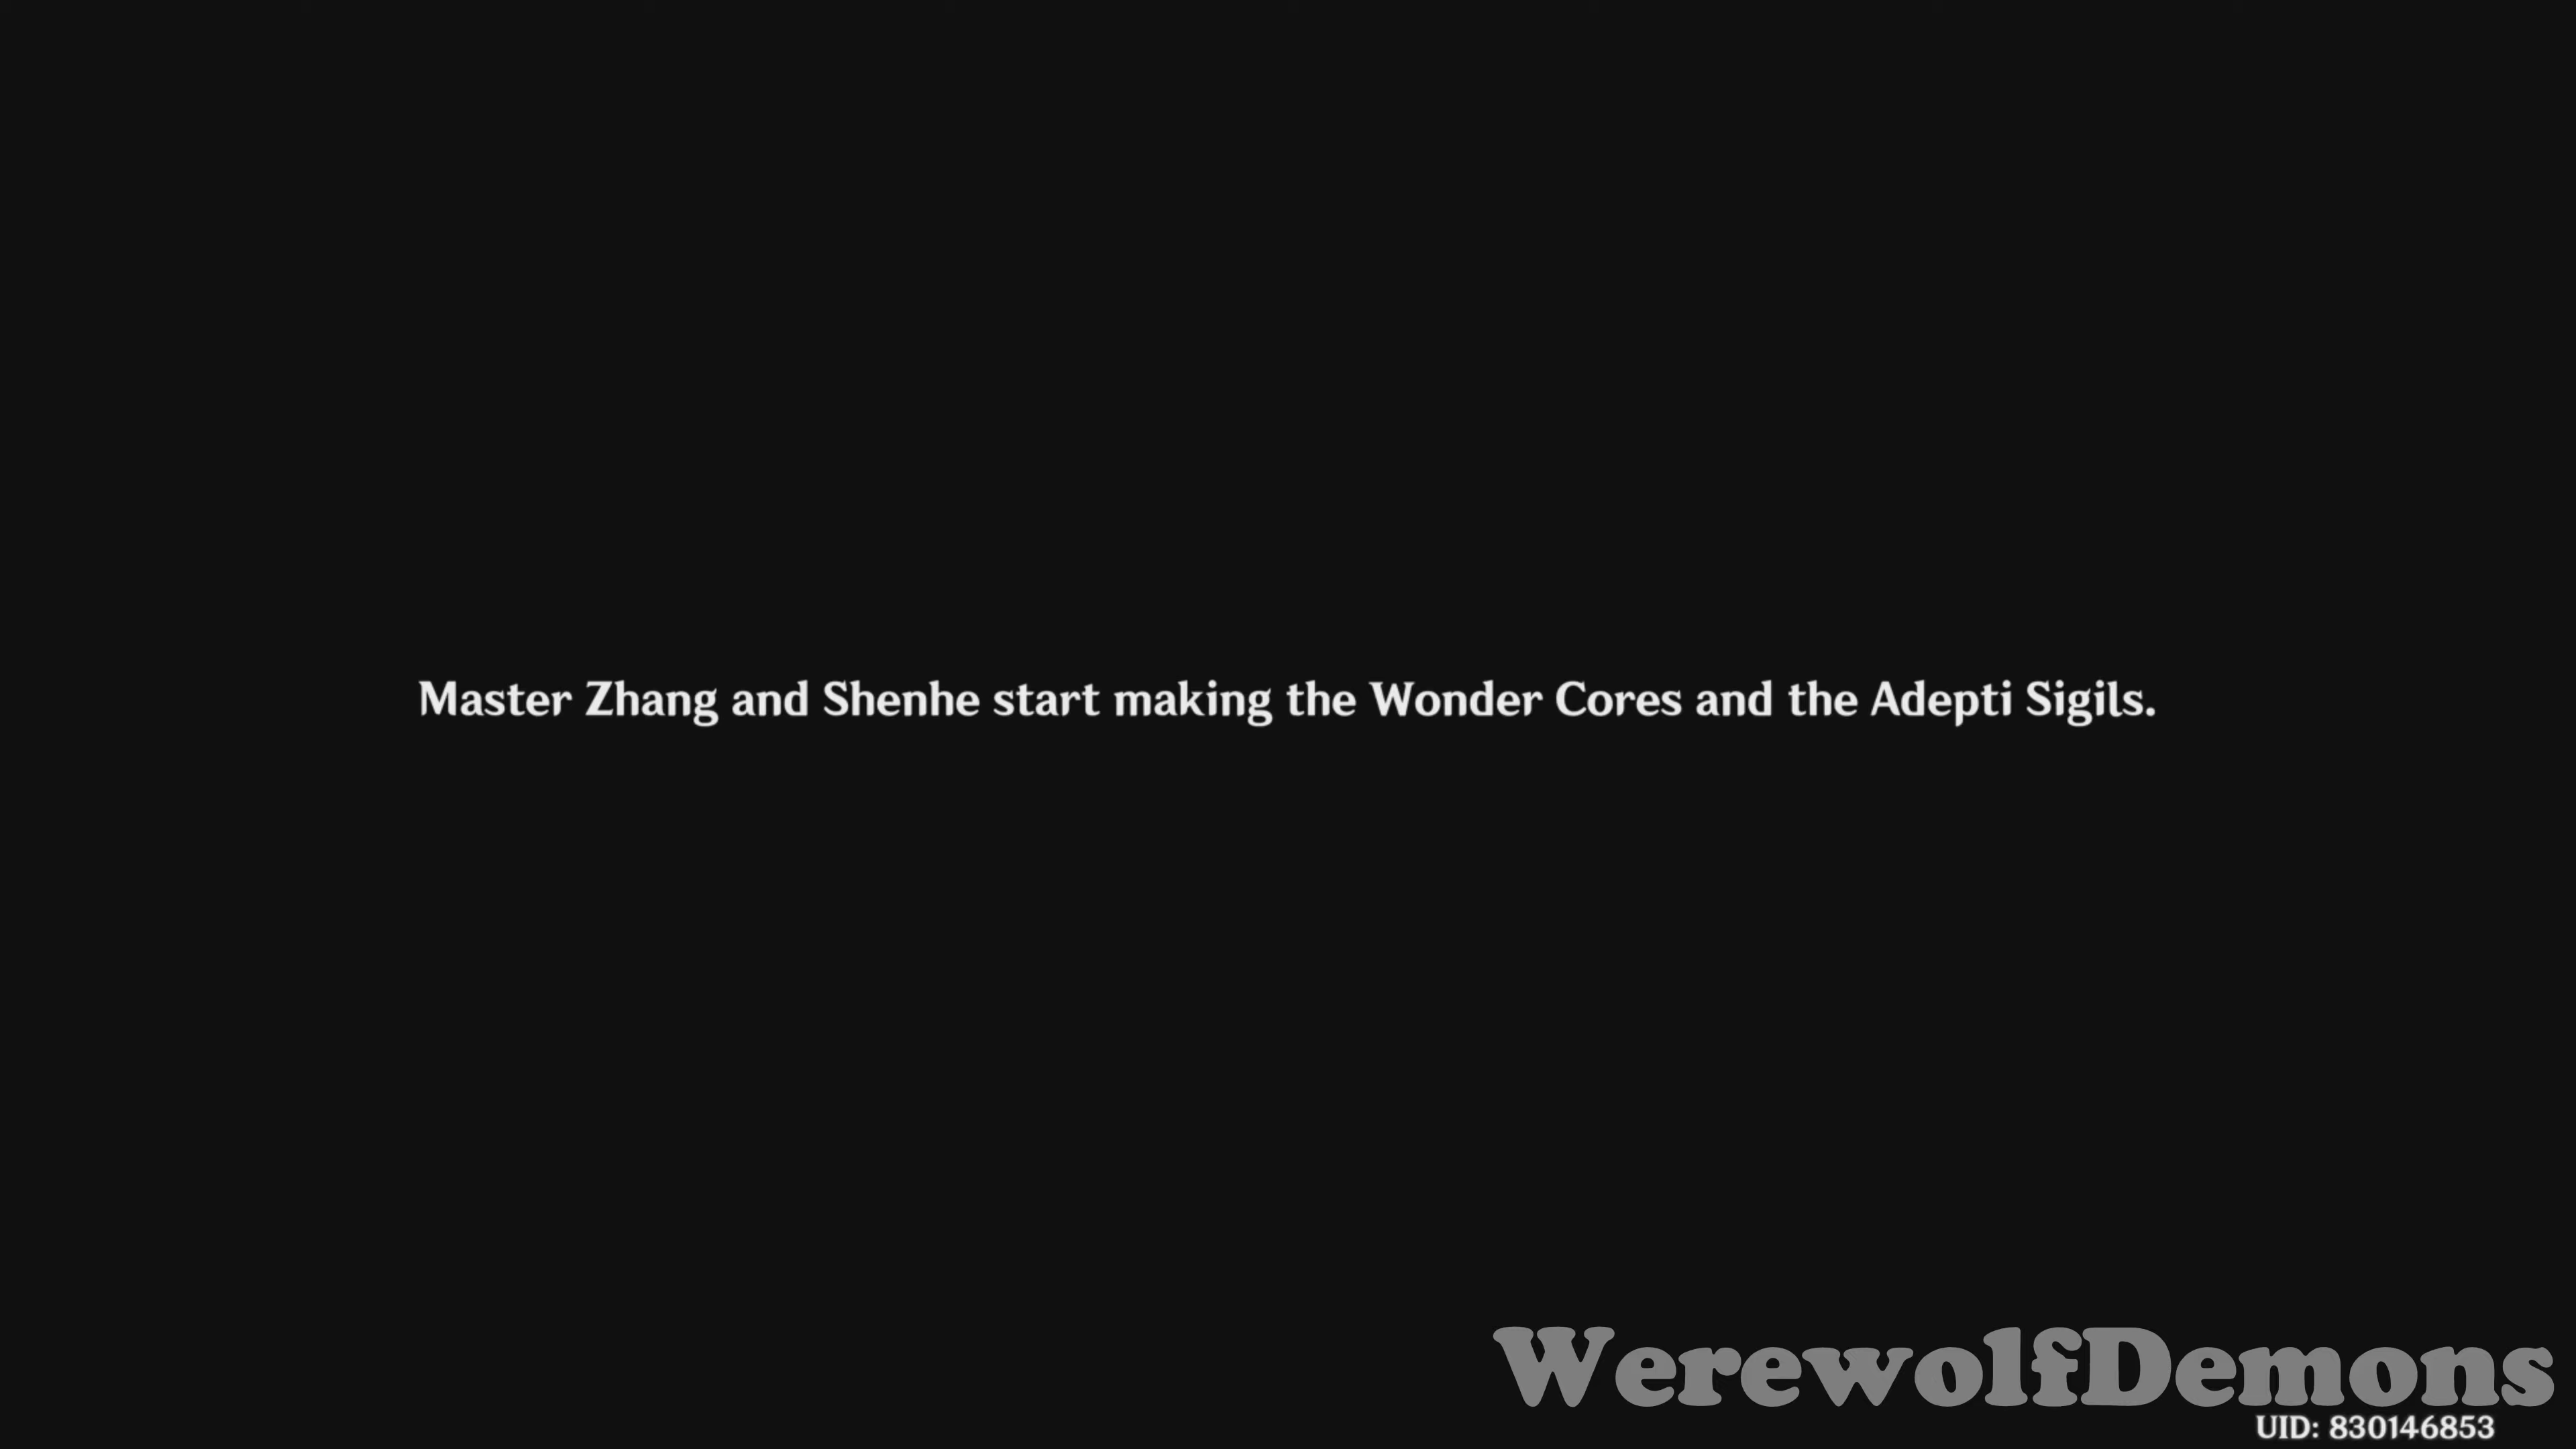 Master Zhang and Shenhe start making the Wonder Cores and the Adepti Sigils.
WerewolfDemons
UID: 830146853